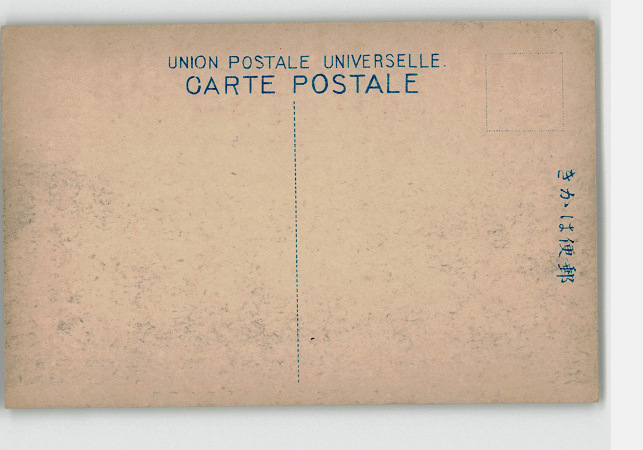 UNION POSTALE UNIVERSELLE.
CARTE POSTALE
きかは便郵